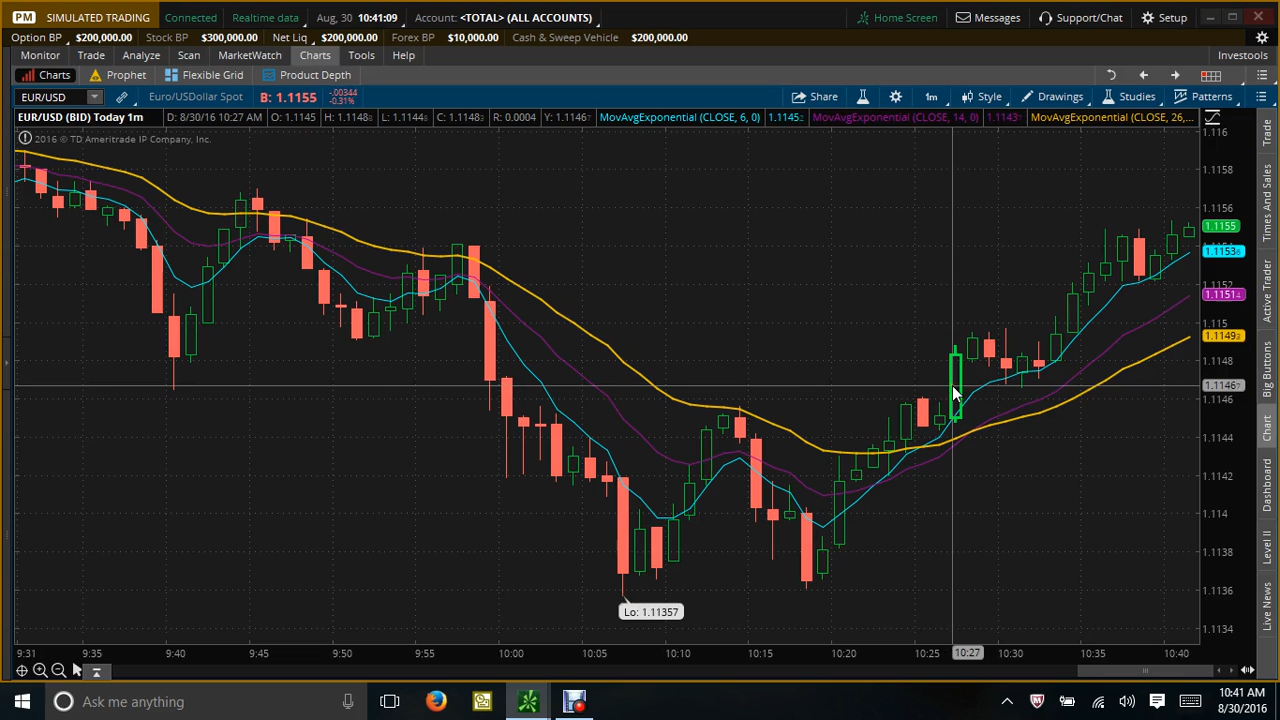 PM SIMULATED TRADING Connected Realtime data Aug, 30 10:41:09 Account: <TOTAL> (ALL ACCOUNTS) Home Screen Messages Support/Chat Setup
Option BP $200,000.00 Stock BP $300,000.00 Net Liq $200,000.00 Forex BP $10,000.00 Cash & Sweep Vehicle $200,000.00
Monitor Trade Analyze Scan MarketWatch Charts Tools Help Investools
Charts Prophet Flexible Grid Product Depth
EUR/USD Euro/USDollar Spot B: 1.1155 -.00344 Share 1m Style Drawings Studies Patterns
-0.31%
EUR/USD (BID) Today 1m D: 8/30/16 10:27 AM O: 1.1145 H: 1.1148 L: 1.1144 C: 1.1148 R: 0.0004 Y: 1.1146 MovAvgExponential (CLOSE, 6, 0) 1.1145 MovAvgExponential (CLOSE, 14, 0) 1.1143 MovAvgExponential (CLOSE, 26,...
2016 © TD Ameritrade IP Company, Inc.
1.116
1.1158
1.1156
1.1155
1.11536
1.1152
1.11514
1.115
1.11492
1.1148
1.11467
1.1146
1.1144
1.1142
1.114
1.1138
1.1136
1.1134
Lo: 1.11357
9:31 9:35 9:40 9:45 9:50 9:55 10:00 10:05 10:10 10:15 10:20 10:25 10:27 10:30 10:35 10:40
Trade
Times And Sales
Active Trader
Big Buttons
Chart
Dashboard
Level II
Live News
Ask me anything
10:41 AM
8/30/2016